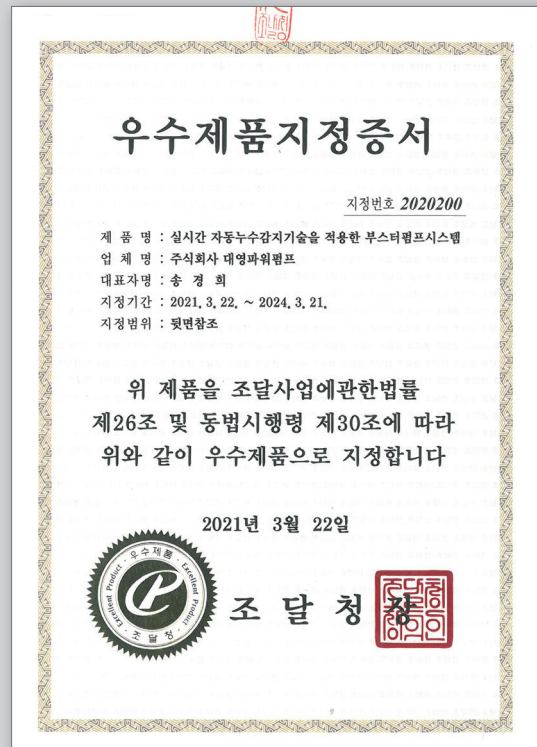 우수제품지정증서
지정번호 2020200
제 품 명 : 실시간 자동누수감지기술을 적용한 부스터펌프시스템
업 체 명 : 주식회사 대영파워펌프
대표자명 : 송 경 희
지정기간 : 2021. 3. 22. ~ 2024. 3. 21.
지정범위 : 뒷면참조
위 제품을 조달사업에관한법률
제26조 및 동법시행령 제30조에 따라
위와 같이 우수제품으로 지정합니다
2021년 3월 22일
· 우수제품 ·
Excellent Product
Excellent Product
· 조달청 ·
조 달 청 장